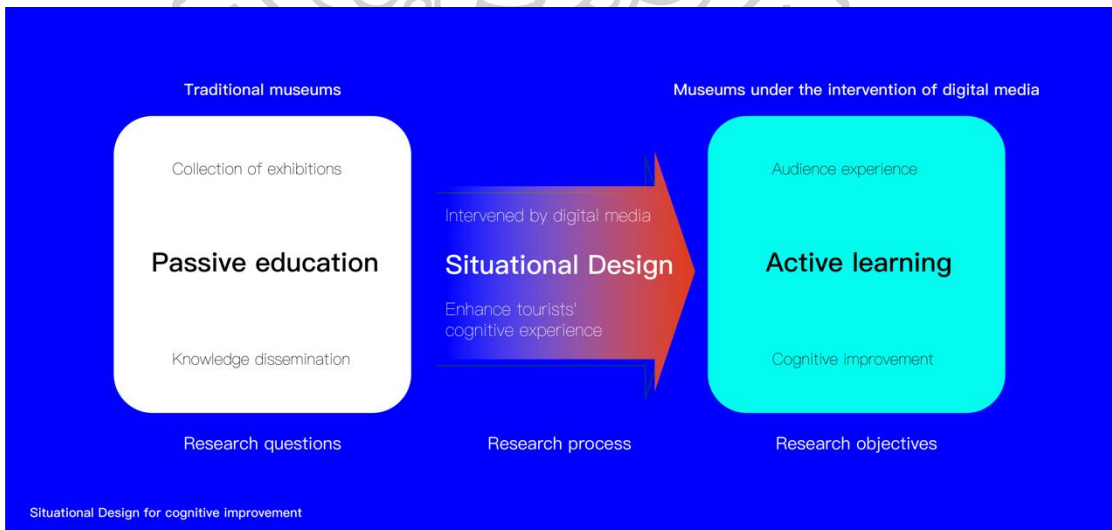 Traditional museums
Museums under the intervention of digital media
Collection of exhibitions
Passive education
Knowledge dissemination
Intervened by digital media
Situational Design
Enhance tourists'
cognitive experience
Audience experience
Active learning
Cognitive improvement
Research questions
Research process
Research objectives
Situational Design for cognitive improvement